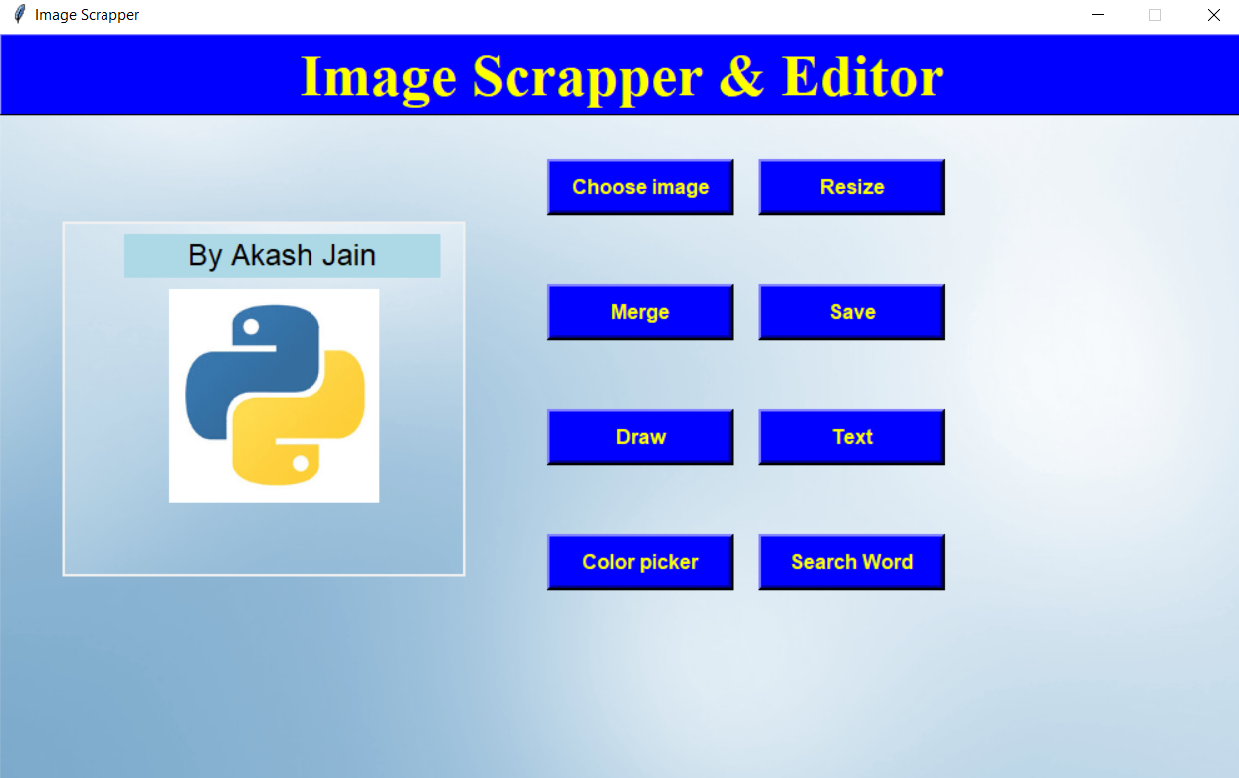 Image Scrapper
Image Scrapper & Editor
By Akash Jain
Choose image
Resize
Merge
Save
Draw
Text
Color picker
Search Word